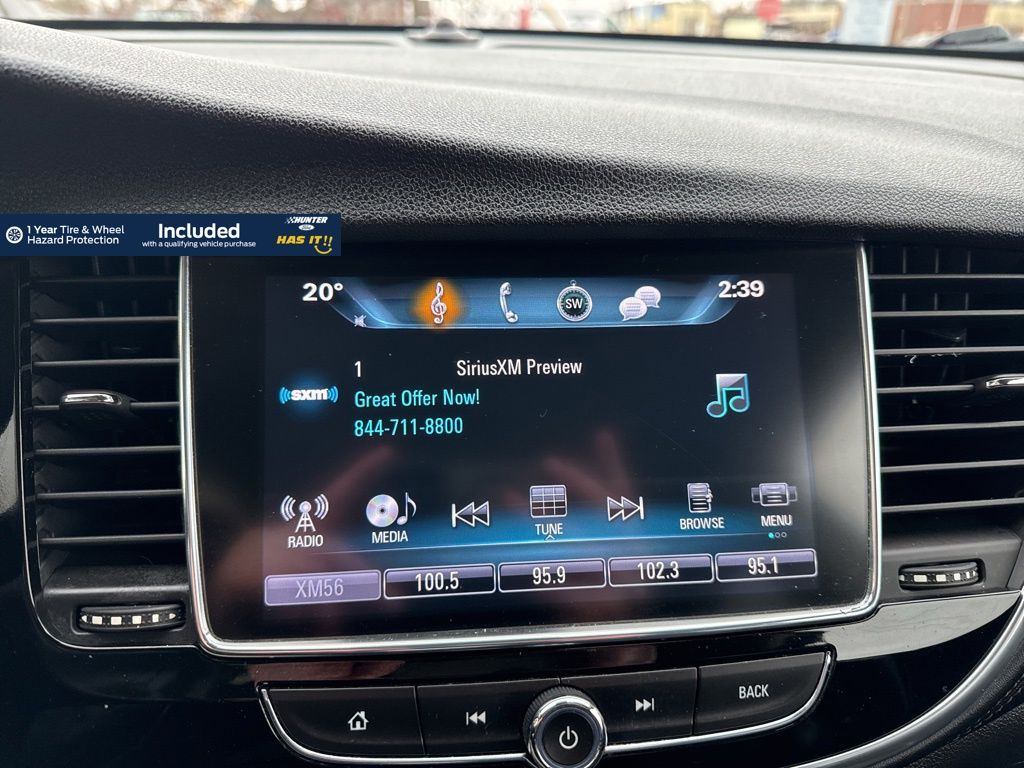 1 Year Tire & Wheel
Hazard Protection
Included
with a qualifying vehicle purchase
HUNTER
Ford
HAS IT!!
20°
SW
2:39
1 SiriusXM Preview
((sxm))
Great Offer Now!
844-711-8800
RADIO
MEDIA
TUNE
BROWSE
MENU
XM56
100.5
95.9
102.3
95.1
BACK